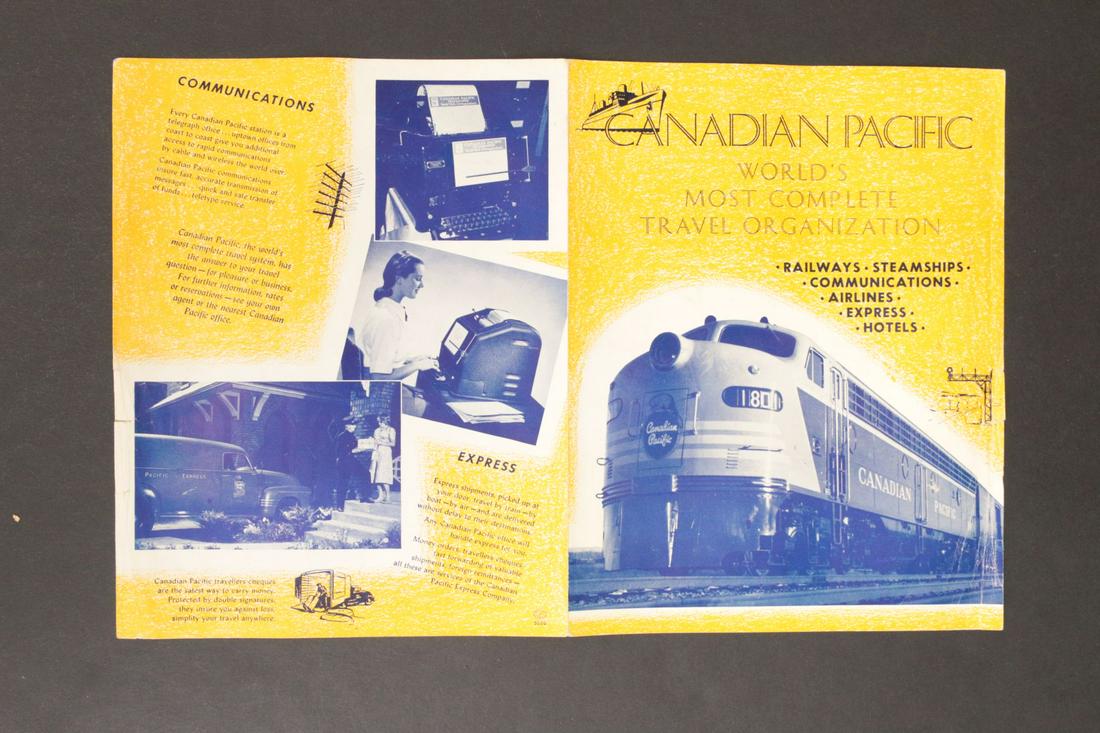 COMMUNICATIONS
Every Canadian Pacific station is a
telegraph office ... uptown offices from
coast to coast give you additional
access to rapid communications
by cable and wireless the world over.
Canadian Pacific communications
insure fast, accurate transmission of
messages ... quick and safe transfer
of funds ... teletype service.
Canadian Pacific, the world's
most complete travel system, has
the answer to your travel
question—for pleasure or business.
For further information, rates
or reservations—see your own
agent or the nearest Canadian
Pacific office.
PACIFIC EXPRESS
EXPRESS
Express shipments, picked up at
your door, travel by train—by
boat—by air—and are delivered
without delay to their destinations.
Any Canadian Pacific office will
handle express for you.
Money orders, travellers cheques,
fast forwarding of valuable
shipments, foreign remittances—
all these are services of the Canadian
Pacific Express Company.
Canadian Pacific travellers cheques
are the safest way to carry money.
Protected by double signatures,
they insure you against loss,
simplify your travel anywhere.
CANADIAN PACIFIC
WORLD'S
MOST COMPLETE
TRAVEL ORGANIZATION
· RAILWAYS · STEAMSHIPS ·
· COMMUNICATIONS ·
· AIRLINES ·
· EXPRESS ·
· HOTELS ·
1801
Canadian
Pacific
CANADIAN PACIFIC